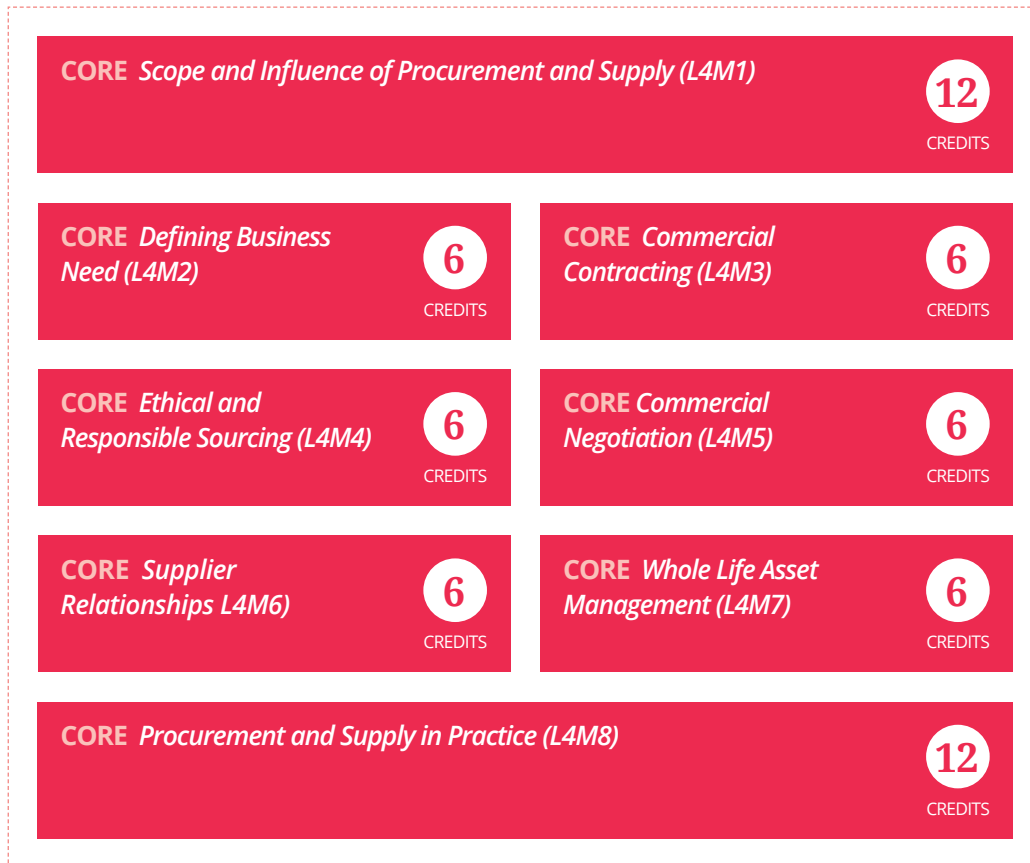 CORE Scope and Influence of Procurement and Supply (L4M1)
12
CREDITS
CORE Defining Business
Need (L4M2)
6
CREDITS
CORE Commercial
Contracting (L4M3)
6
CREDITS
CORE Ethical and
Responsible Sourcing (L4M4)
6
CREDITS
CORE Commercial
Negotiation (L4M5)
6
CREDITS
CORE Supplier
Relationships L4M6)
6
CREDITS
CORE Whole Life Asset
Management (L4M7)
6
CREDITS
CORE Procurement and Supply in Practice (L4M8)
12
CREDITS